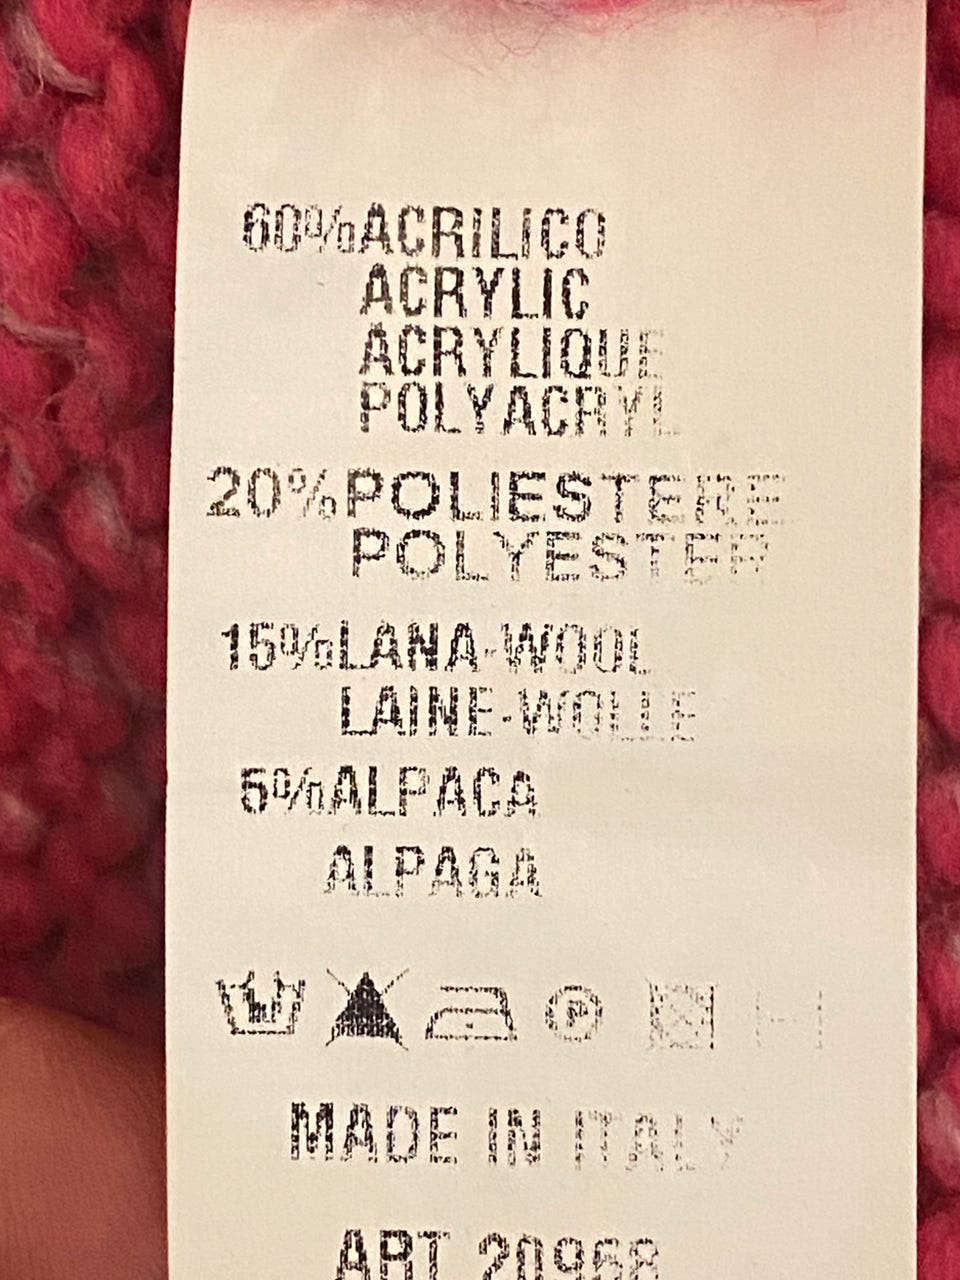 60%ACRILICO
ACRYLIC
ACRYLIQUE
POLYACRYL
20%POLIESTERE
POLYESTER
15%LANA-WOOL
LAINE-WOLLE
5%ALPACA
ALPAGA
P
MADE IN ITALY
ART